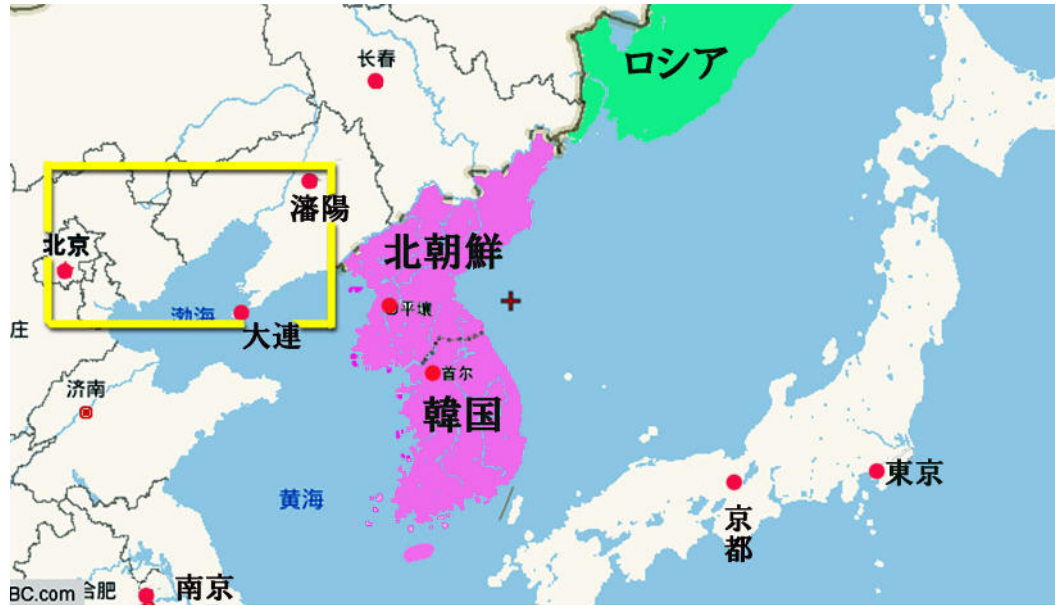 ロシア
长春
瀋陽
北京
北朝鮮
平壤
渤海
大連
庄
首尔
济南
韓国
東京
黄海
京都
BC.com
合肥
南京